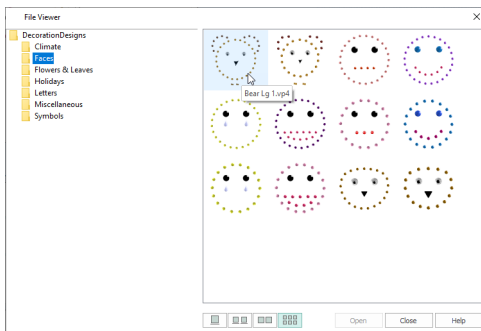 File Viewer
DecorationDesigns
Climate
Faces
Flowers & Leaves
Holidays
Letters
Miscellaneous
Symbols
Bear Lg 1.vp4
Open
Close
Help